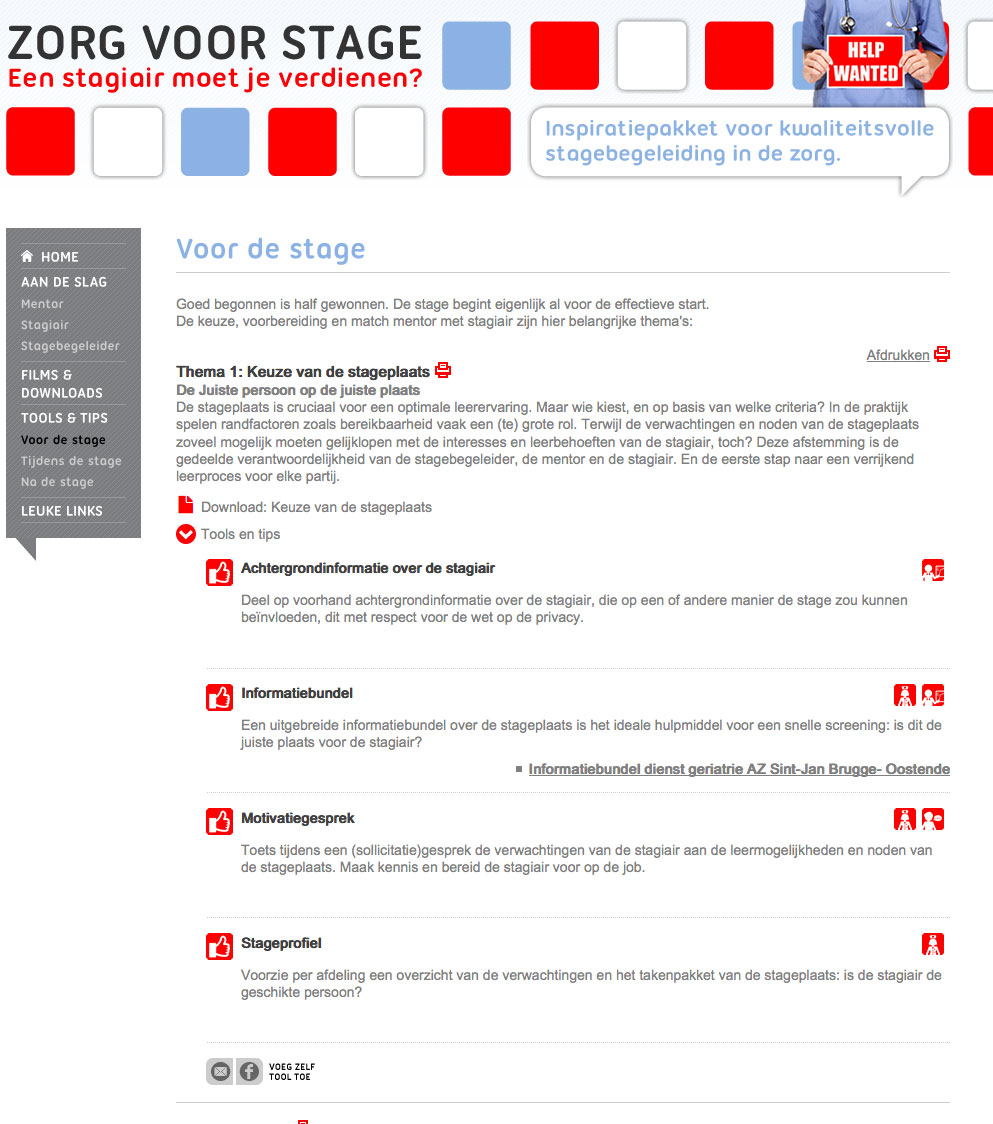 ZORG VOOR STAGE
Een stagiair moet je verdienen?
HELP
WANTED
Inspiratiepakket voor kwaliteitsvolle
stagebegeleiding in de zorg.
HOME
AAN DE SLAG
Mentor
Stagiair
Stagebegeleider
FILMS &
DOWNLOADS
TOOLS & TIPS
Voor de stage
Tijdens de stage
Na de stage
LEUKE LINKS
Voor de stage
Goed begonnen is half gewonnen. De stage begint eigenlijk al voor de effectieve start.
De keuze, voorbereiding en match mentor met stagiair zijn hier belangrijke thema's:
Afdrukken
Thema 1: Keuze van de stageplaats
De Juiste persoon op de juiste plaats
De stageplaats is cruciaal voor een optimale leerervaring. Maar wie kiest, en op basis van welke criteria? In de praktijk
spelen randfactoren zoals bereikbaarheid vaak een (te) grote rol. Terwijl de verwachtingen en noden van de stageplaats
zoveel mogelijk moeten gelijklopen met de interesses en leerbehoeften van de stagiair, toch? Deze afstemming is de
gedeelde verantwoordelijkheid van de stagebegeleider, de mentor en de stagiair. En de eerste stap naar een verrijkend
leerproces voor elke partij.
Download: Keuze van de stageplaats
Tools en tips
Achtergrondinformatie over de stagiair
Deel op voorhand achtergrondinformatie over de stagiair, die op een of andere manier de stage zou kunnen
beïnvloeden, dit met respect voor de wet op de privacy.
Informatiebundel
Een uitgebreide informatiebundel over de stageplaats is het ideale hulpmiddel voor een snelle screening: is dit de
juiste plaats voor de stagiair?
Informatiebundel dienst geriatrie AZ Sint-Jan Brugge- Oostende
Motivatiegesprek
Toets tijdens een (sollicitatie)gesprek de verwachtingen van de stagiair aan de leermogelijkheden en noden van
de stageplaats. Maak kennis en bereid de stagiair voor op de job.
Stageprofiel
Voorzie per afdeling een overzicht van de verwachtingen en het takenpakket van de stageplaats: is de stagiair de
geschikte persoon?
VOEG ZELF
TOOL TOE